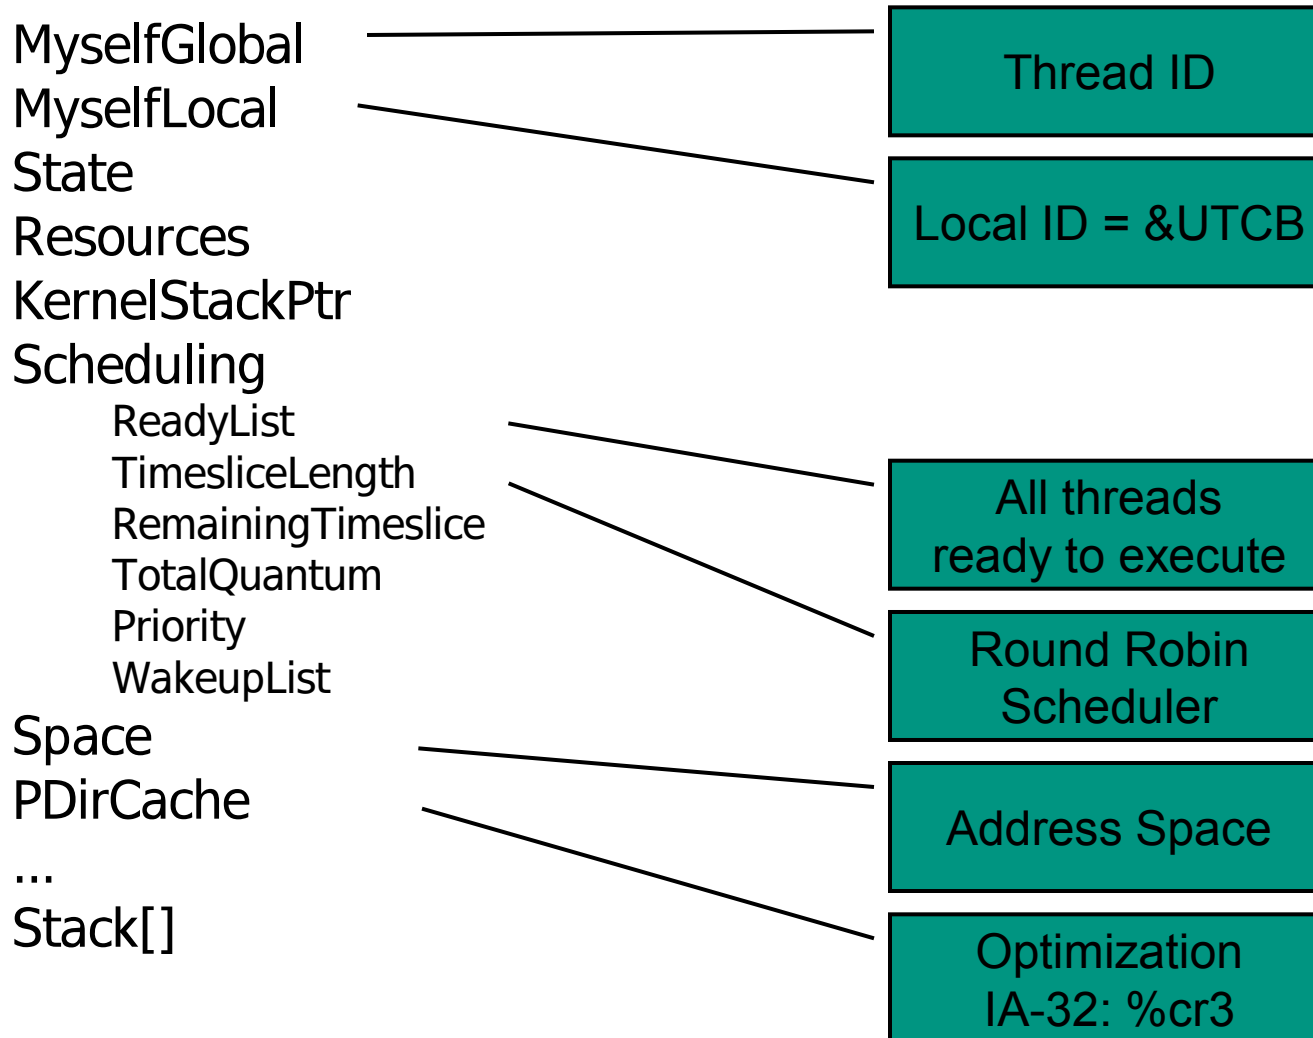 MyselfGlobal
MyselfLocal
State
Resources
KernelStackPtr
Scheduling
ReadyList
TimesliceLength
RemainingTimeslice
TotalQuantum
Priority
WakeupList
Space
PDirCache
...
Stack[]
Thread ID
Local ID = &UTCB
All threads
ready to execute
Round Robin
Scheduler
Address Space
Optimization
IA-32: %cr3